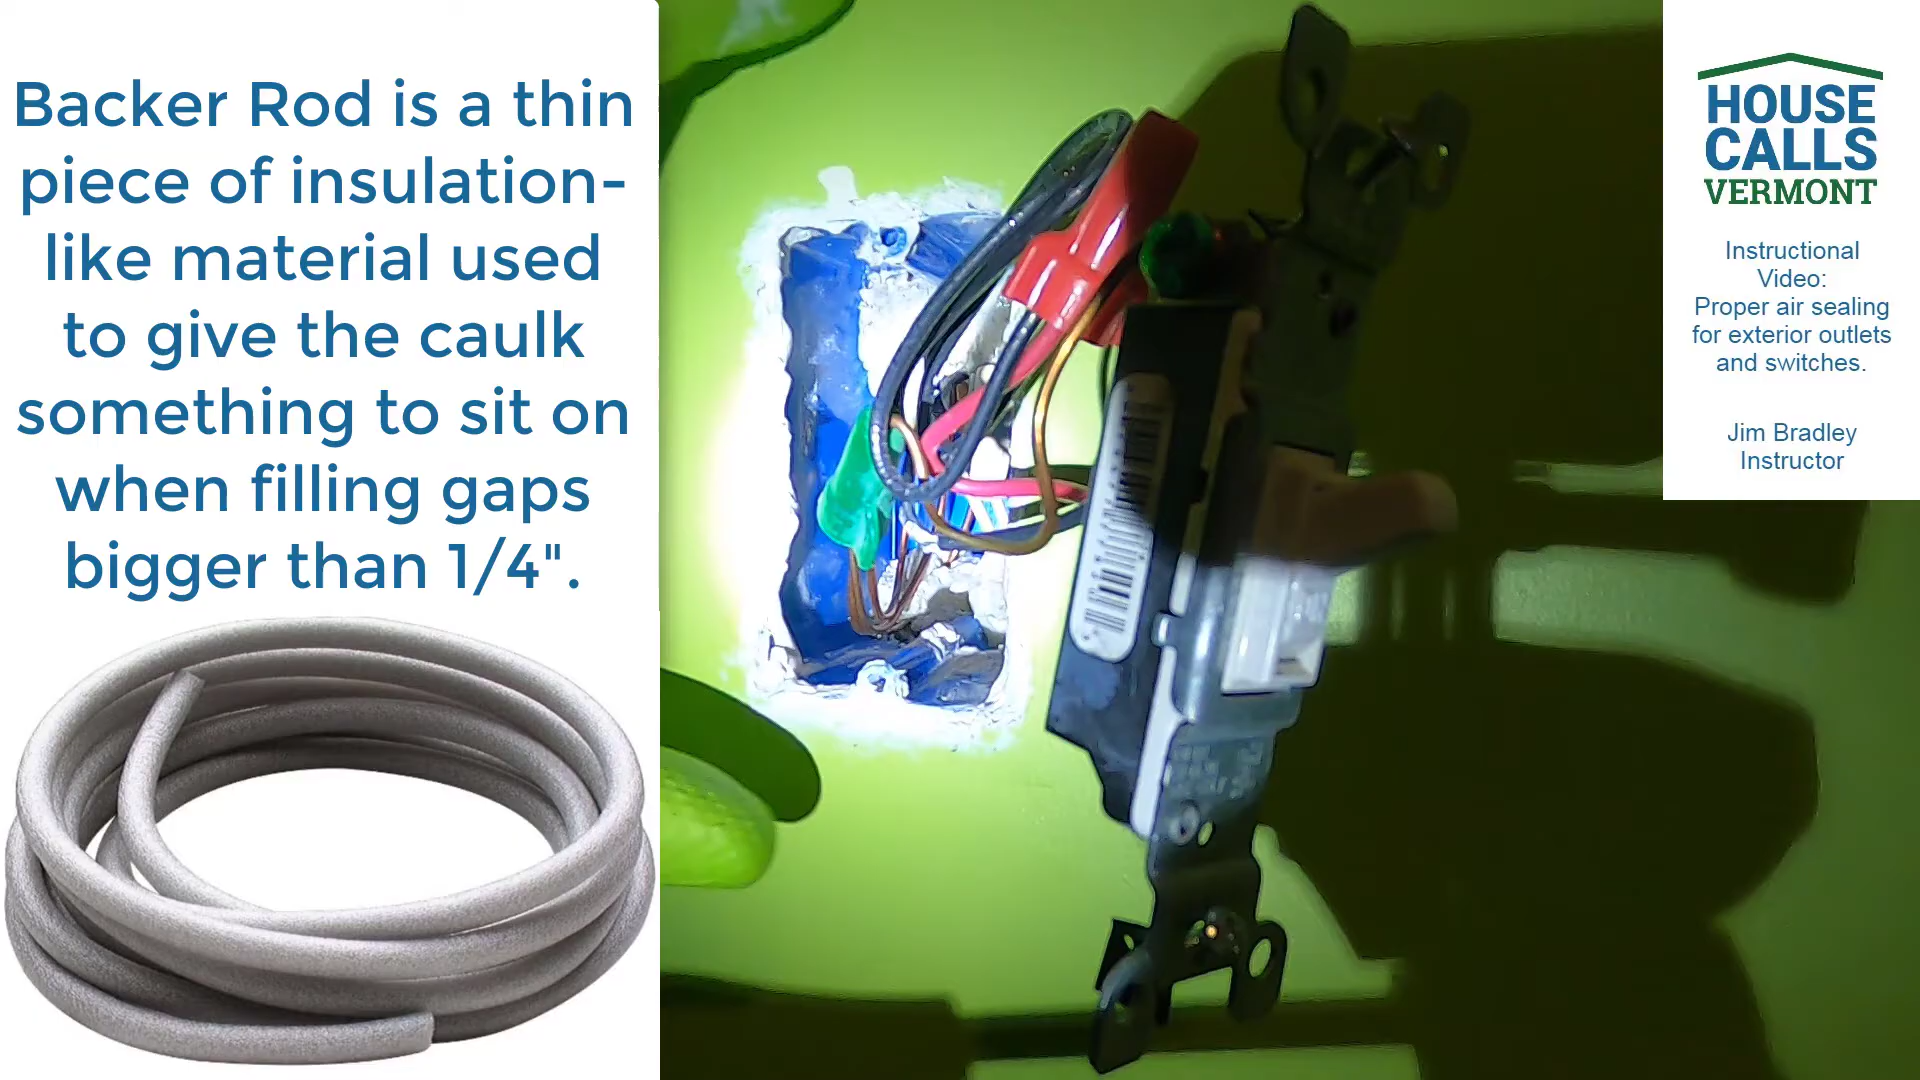 Backer Rod is a thin
piece of insulation-
like material used
to give the caulk
something to sit on
when filling gaps
bigger than 1/4".
HOUSE
CALLS
VERMONT
Instructional
Video:
Proper air sealing
for exterior outlets
and switches.
Jim Bradley
Instructor